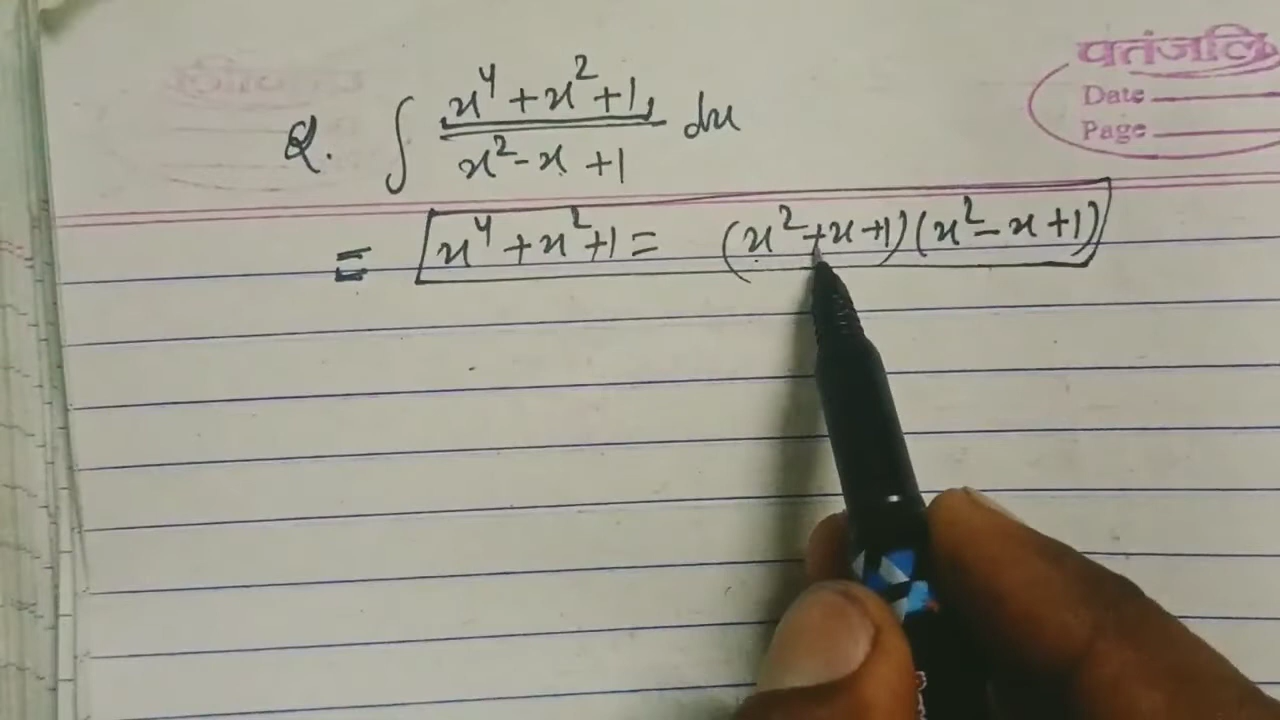 पतंजलि
Date
Page
Q. ∫ (x⁴ + x² + 1) / (x² - x + 1) dx
= x⁴ + x² + 1 = (x² + x + 1)(x² - x + 1)